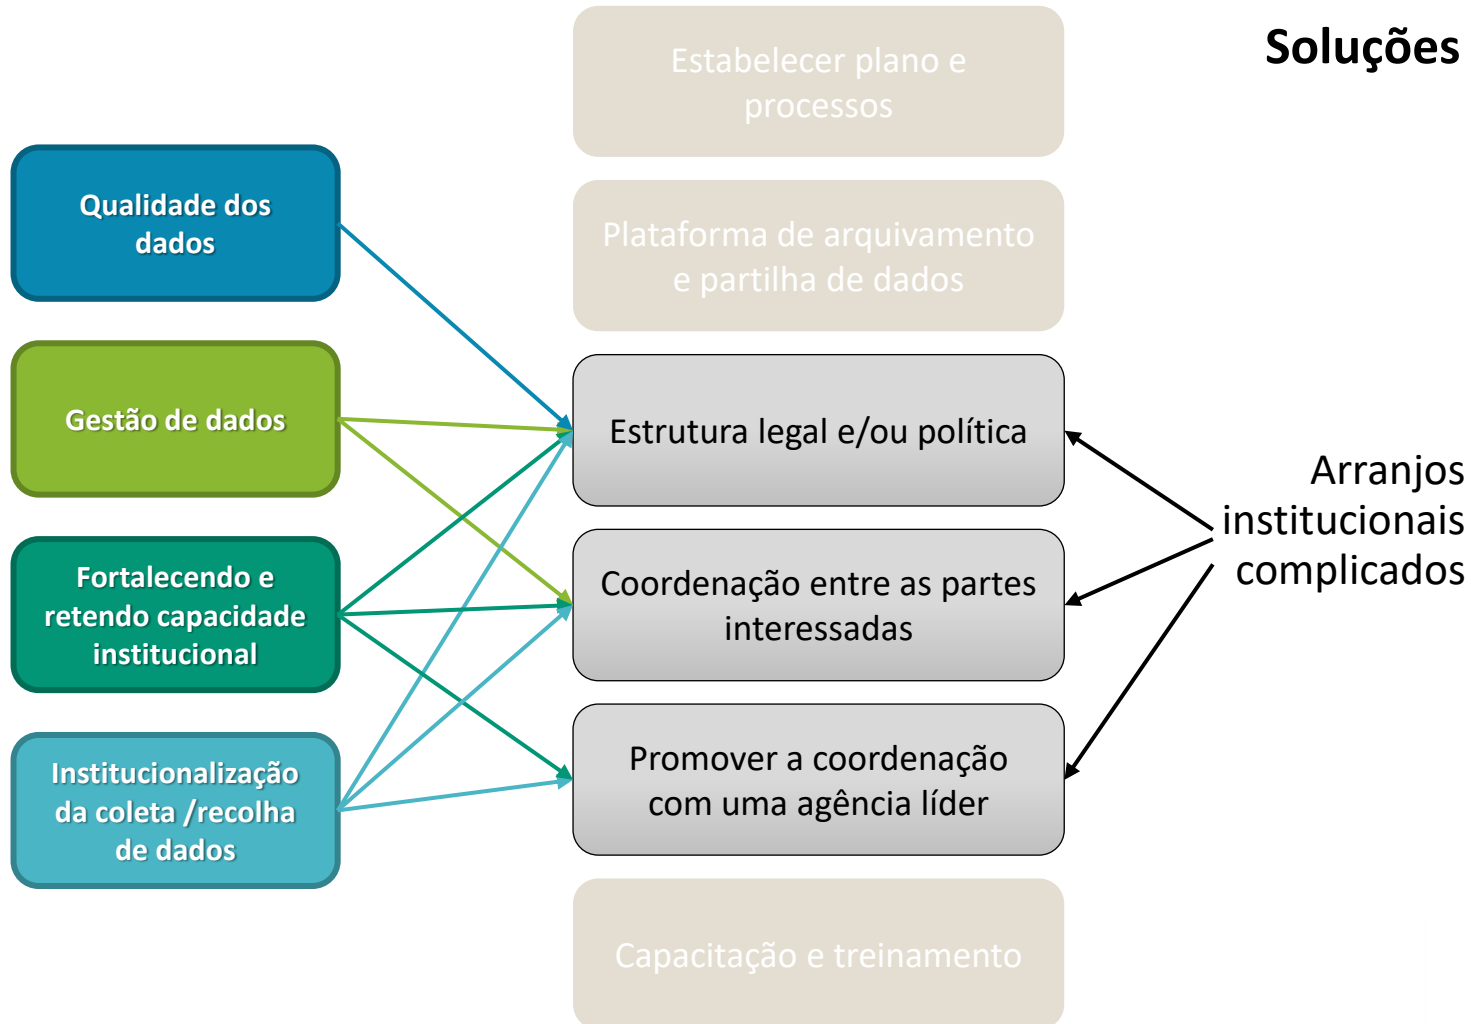 Soluções
Estabelecer plano e
processos
Plataforma de arquivamento
e partilha de dados
Qualidade dos
dados
Gestão de dados
Fortalecendo e
retendo capacidade
institucional
Institucionalização
da coleta /recolha
de dados
Estrutura legal e/ou política
Coordenação entre as partes
interessadas
Promover a coordenação
com uma agência líder
Capacitação e treinamento
Arranjos
institucionais
complicados